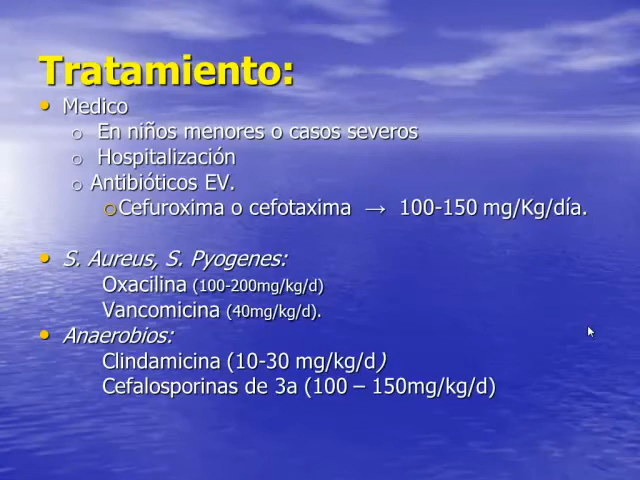 Tratamiento:
• Medico
o En niños menores o casos severos
o Hospitalización
o Antibióticos EV.
o Cefuroxima o cefotaxima → 100-150 mg/Kg/día.
• S. Aureus, S. Pyogenes:
Oxacilina (100-200mg/kg/d)
Vancomicina (40mg/kg/d).
• Anaerobios:
Clindamicina (10-30 mg/kg/d)
Cefalosporinas de 3a (100 – 150mg/kg/d)